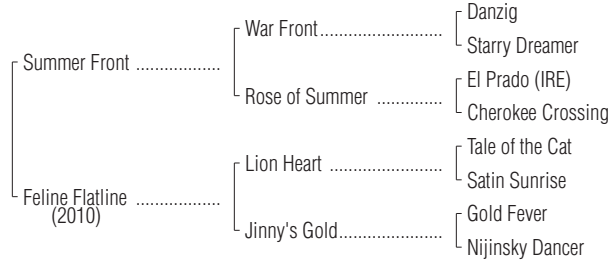 Danzig
War Front.......................
Starry Dreamer
Summer Front ................
El Prado (IRE)
Rose of Summer ............
Cherokee Crossing
Tale of the Cat
Lion Heart .....................
Satin Sunrise
Feline Flatline ................
(2010)
Gold Fever
Jinny's Gold...................
Nijinsky Dancer